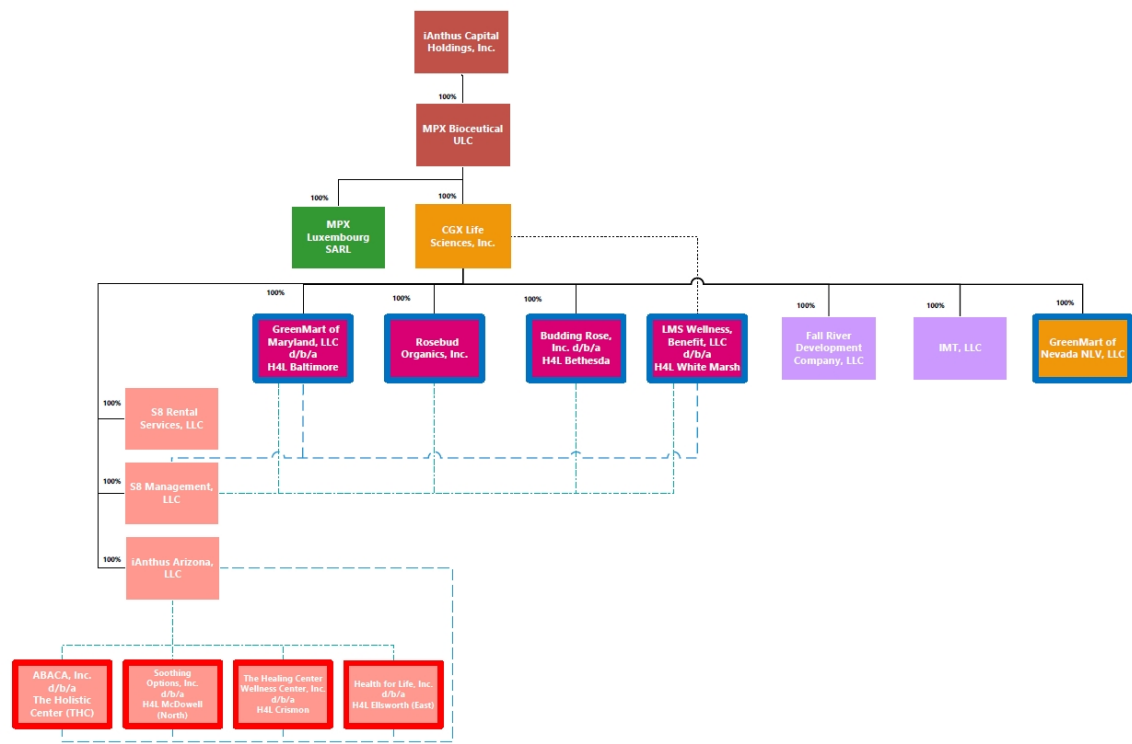 iAnthus Capital
Holdings, Inc.
100%
MPX Bioceutical
ULC
100%
100%
MPX
Luxembourg
SARL
CGX Life
Sciences, Inc.
100%
100%
100%
100%
100%
100%
GreenMart of
Maryland, LLC
d/b/a
H4L Baltimore
Rosebud
Organics, Inc.
Budding Rose,
Inc. d/b/a
H4L Bethesda
LMS Wellness,
Benefit, LLC
d/b/a
H4L White Marsh
Fall River
Development
Company, LLC
IMT, LLC
GreenMart of
Nevada NLV, LLC
100%
S8 Rental
Services, LLC
100%
S8 Management,
LLC
100%
iAnthus Arizona,
LLC
ABACA, Inc.
d/b/a
The Holistic
Center (THC)
Soothing
Options, Inc.
d/b/a
H4L McDowell
(North)
The Healing Center
Wellness Center, Inc.
d/b/a
H4L Crismon
Health for Life, Inc.
d/b/a
H4L Ellsworth (East)